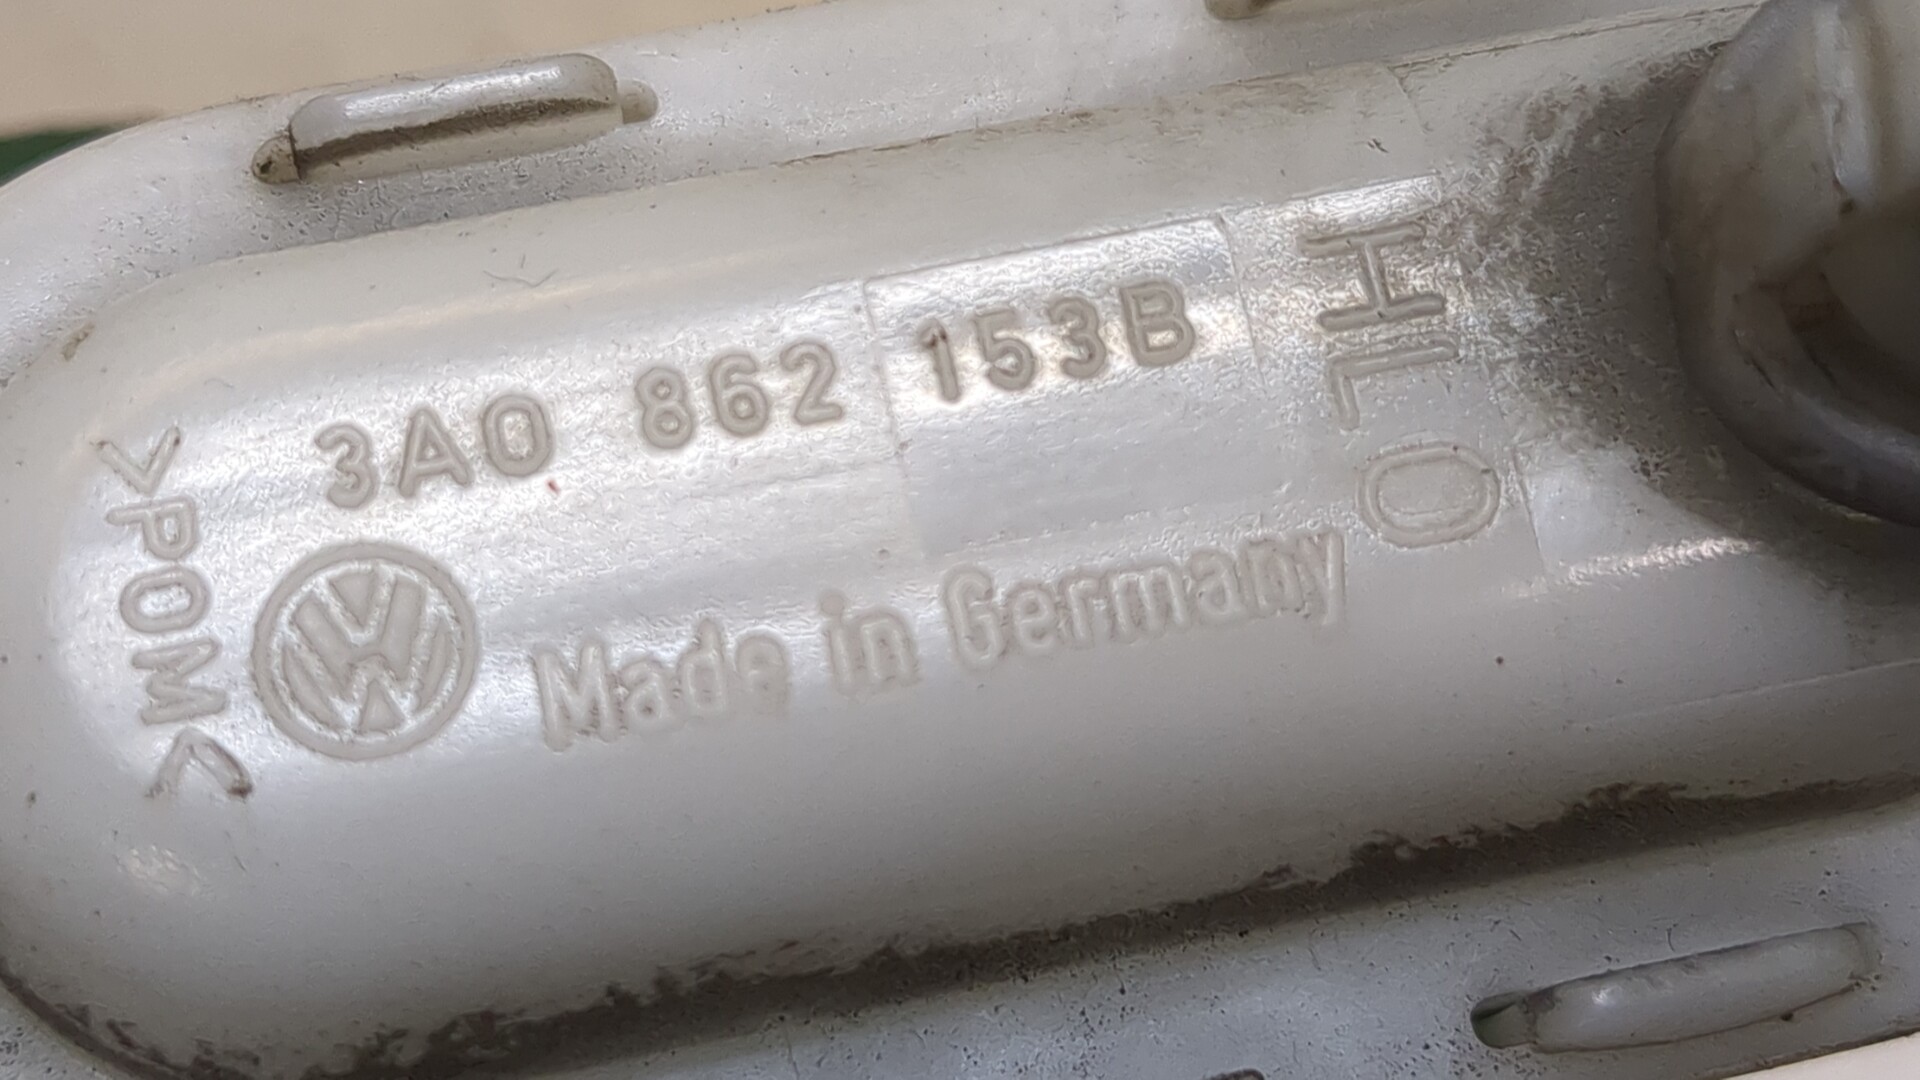 3A0 862 153B
>POM<
Made in Germany
HLO